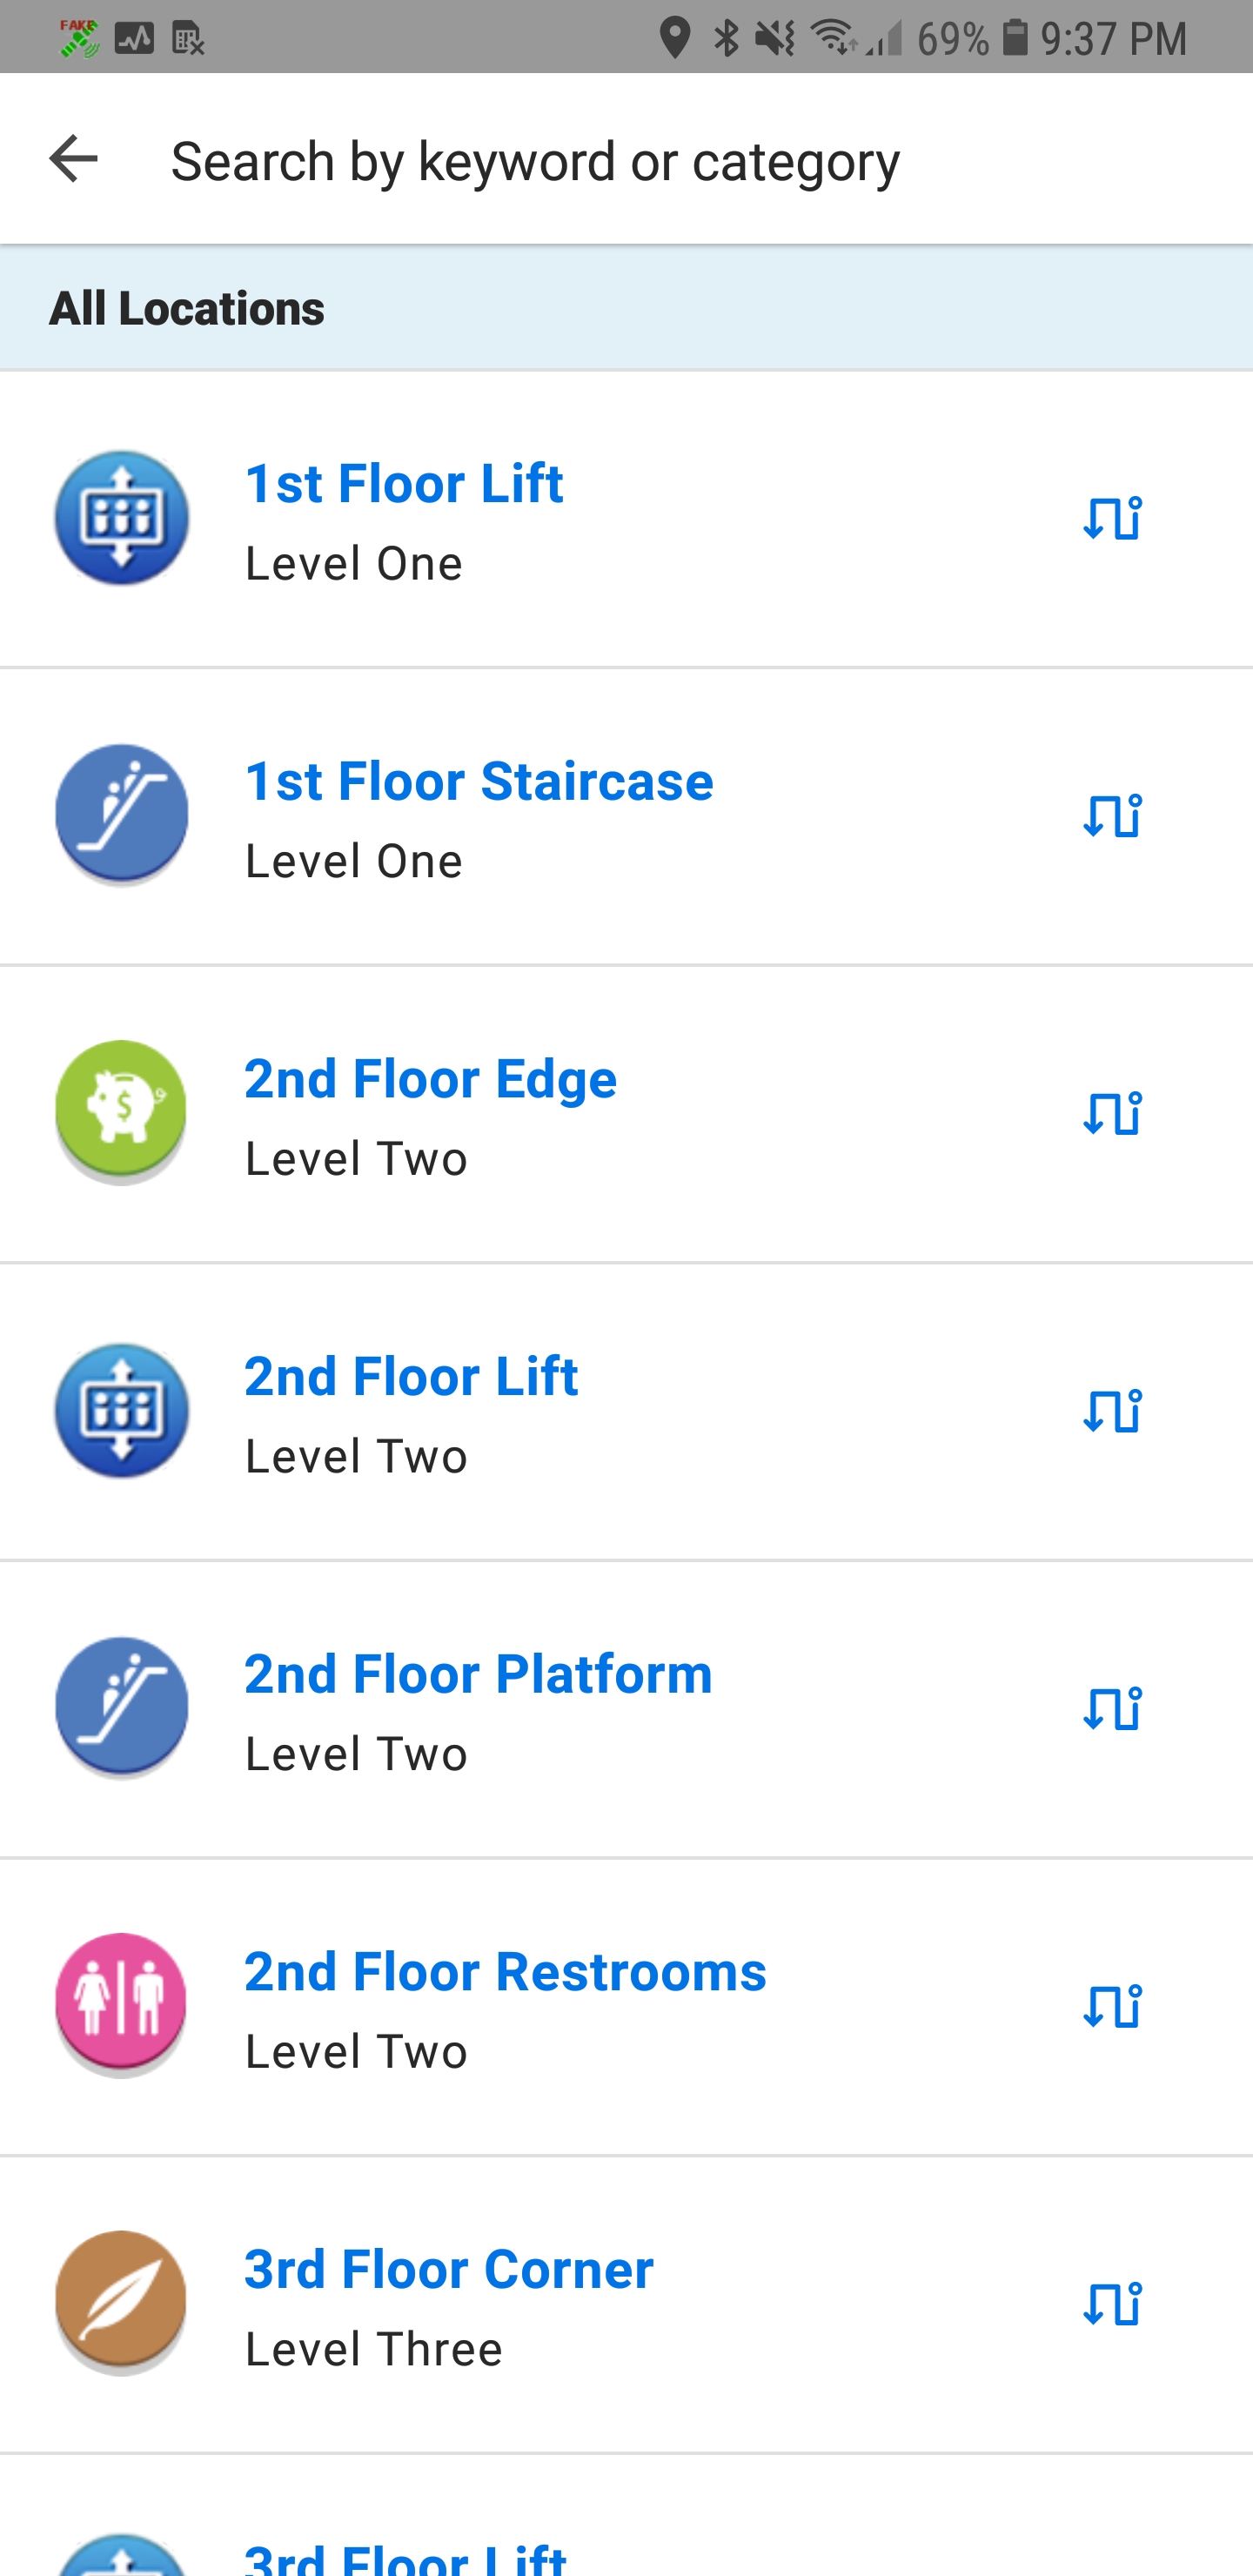 FAKE
69% 9:37 PM
Search by keyword or category
All Locations
1st Floor Lift
Level One
1st Floor Staircase
Level One
2nd Floor Edge
Level Two
2nd Floor Lift
Level Two
2nd Floor Platform
Level Two
2nd Floor Restrooms
Level Two
3rd Floor Corner
Level Three
3rd Floor Lift